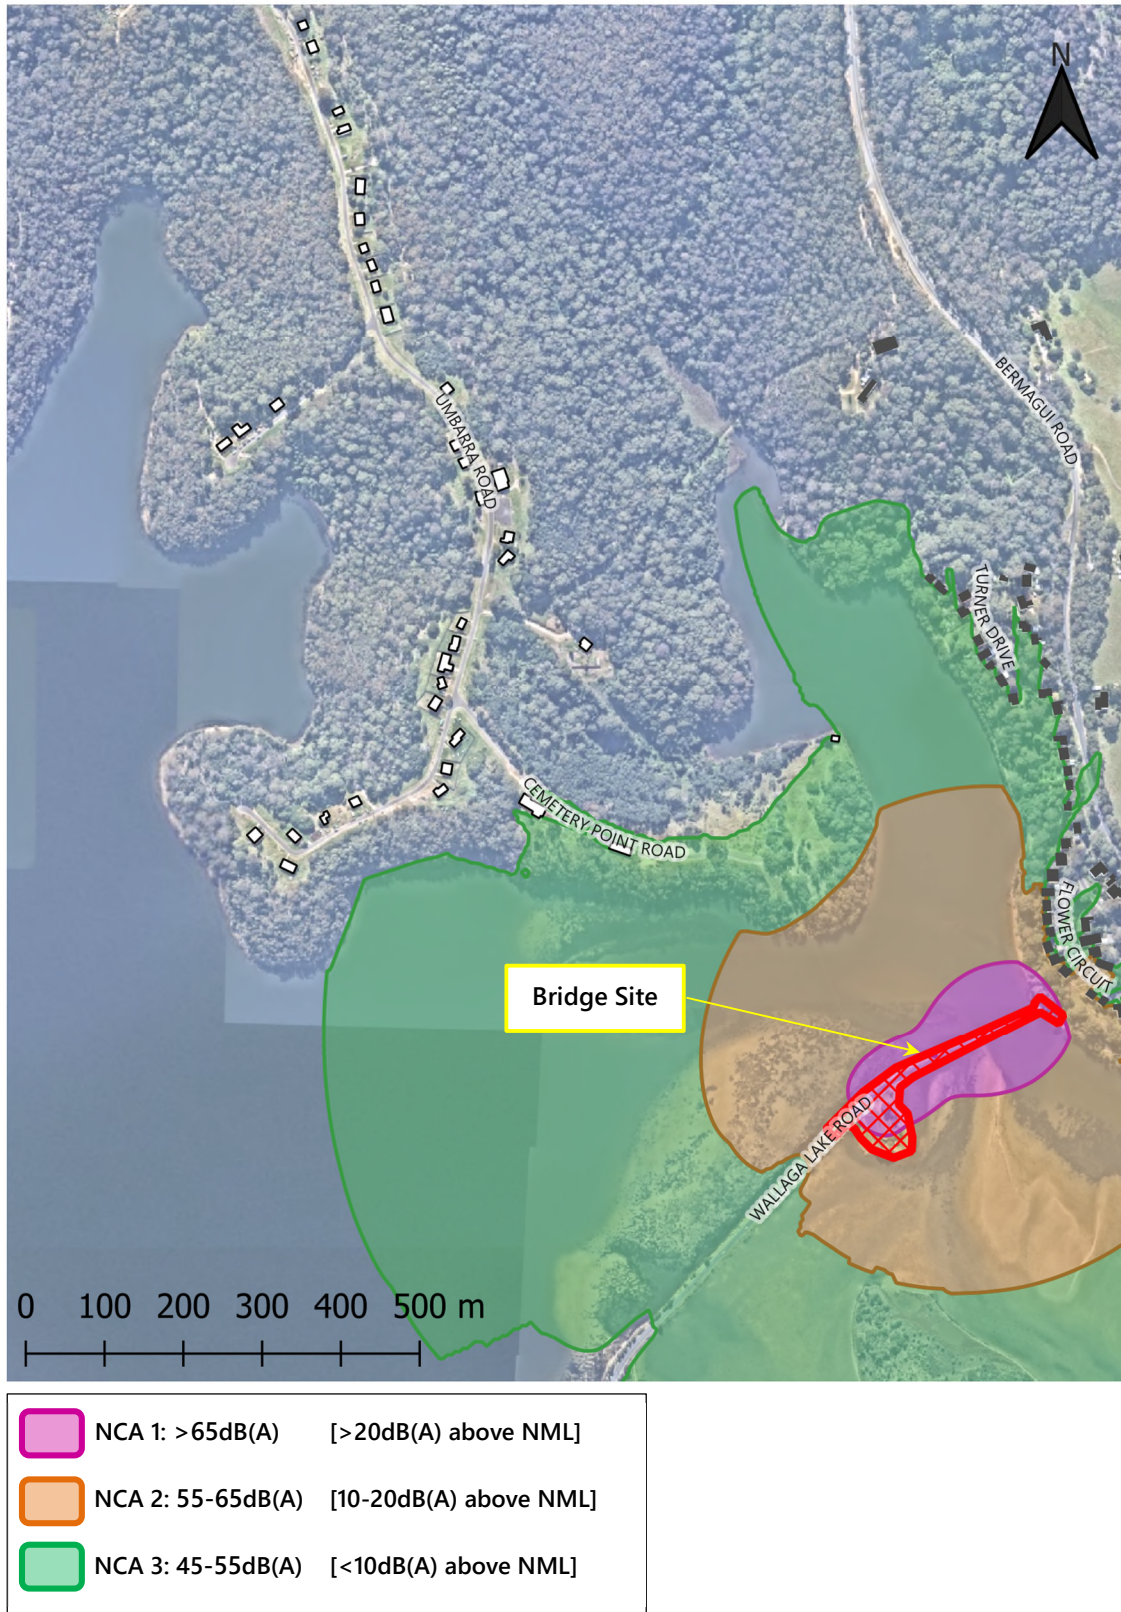 N
BERMAGUI ROAD
UMBARRA ROAD
TURNER DRIVE
CEMETERY POINT ROAD
FLOWER CIRCUIT
Bridge Site
WALLAGA LAKE ROAD
0 100 200 300 400 500 m
NCA 1: >65dB(A) [>20dB(A) above NML]
NCA 2: 55-65dB(A) [10-20dB(A) above NML]
NCA 3: 45-55dB(A) [<10dB(A) above NML]